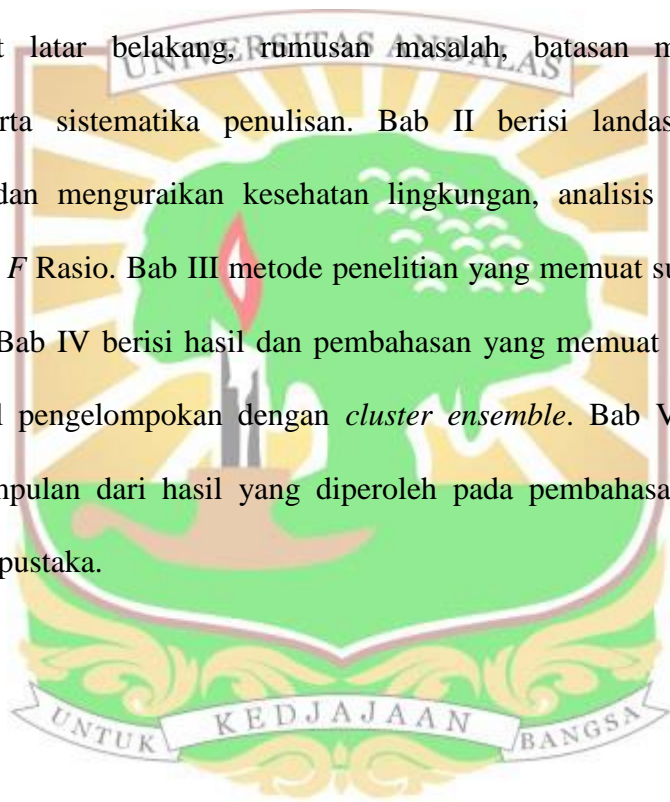 UNIVERSITAS ANDALAS
t latar belakang, rumusan masalah, batasan m
rta sistematika penulisan. Bab II berisi landas
dan menguraikan kesehatan lingkungan, analisis
F Rasio. Bab III metode penelitian yang memuat su
Bab IV berisi hasil dan pembahasan yang memuat
l pengelompokan dengan cluster ensemble. Bab V
mpulan dari hasil yang diperoleh pada pembahasa
pustaka.
UNTUK KEDJAJAAN BANGSA